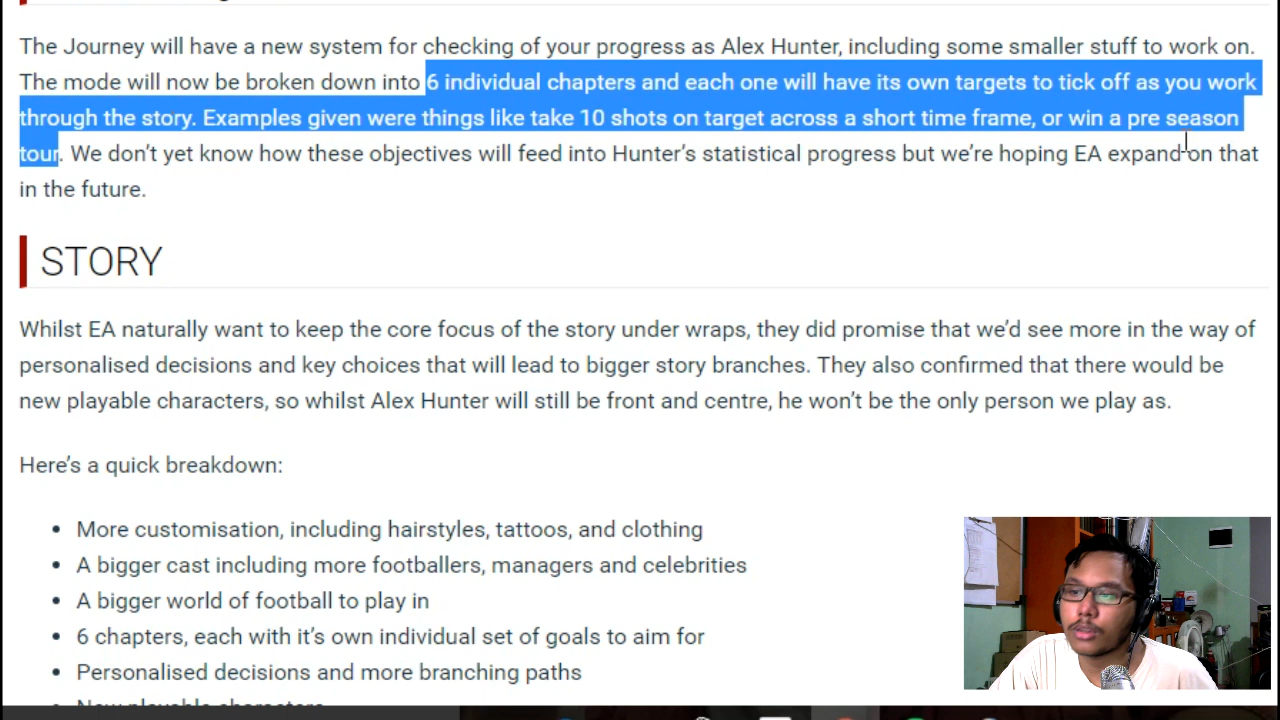 The Journey will have a new system for checking of your progress as Alex Hunter, including some smaller stuff to work on.
The mode will now be broken down into 6 individual chapters and each one will have its own targets to tick off as you work
through the story. Examples given were things like take 10 shots on target across a short time frame, or win a pre season
tour. We don’t yet know how these objectives will feed into Hunter’s statistical progress but we’re hoping EA expand on that
in the future.
STORY
Whilst EA naturally want to keep the core focus of the story under wraps, they did promise that we’d see more in the way of
personalised decisions and key choices that will lead to bigger story branches. They also confirmed that there would be
new playable characters, so whilst Alex Hunter will still be front and centre, he won’t be the only person we play as.
Here’s a quick breakdown:
More customisation, including hairstyles, tattoos, and clothing
A bigger cast including more footballers, managers and celebrities
A bigger world of football to play in
6 chapters, each with it’s own individual set of goals to aim for
Personalised decisions and more branching paths
New playable characters